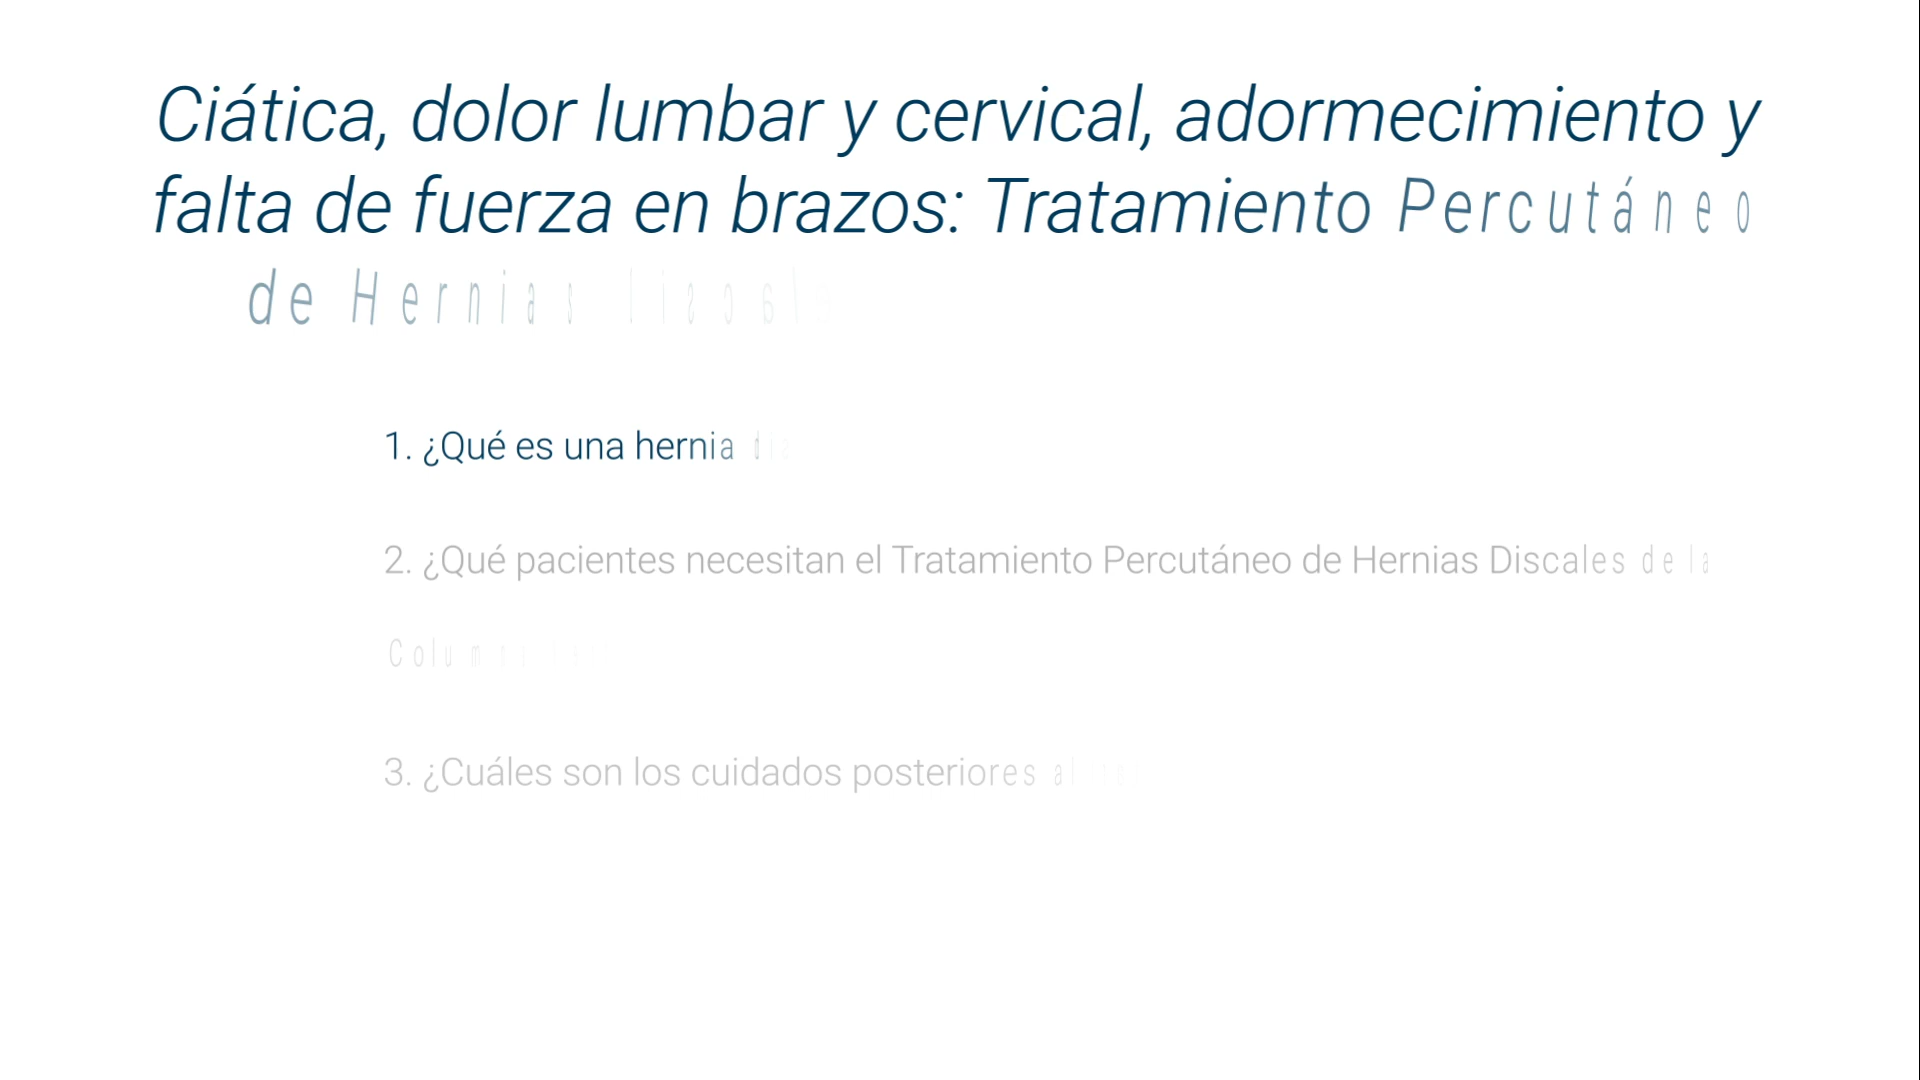 Ciática, dolor lumbar y cervical, adormecimiento y
falta de fuerza en brazos: Tratamiento Percutáneo
de Hernias
1. ¿Qué es una hernia
2. ¿Qué pacientes necesitan el Tratamiento Percutáneo de Hernias Discales de la
3. ¿Cuáles son los cuidados posteriores al